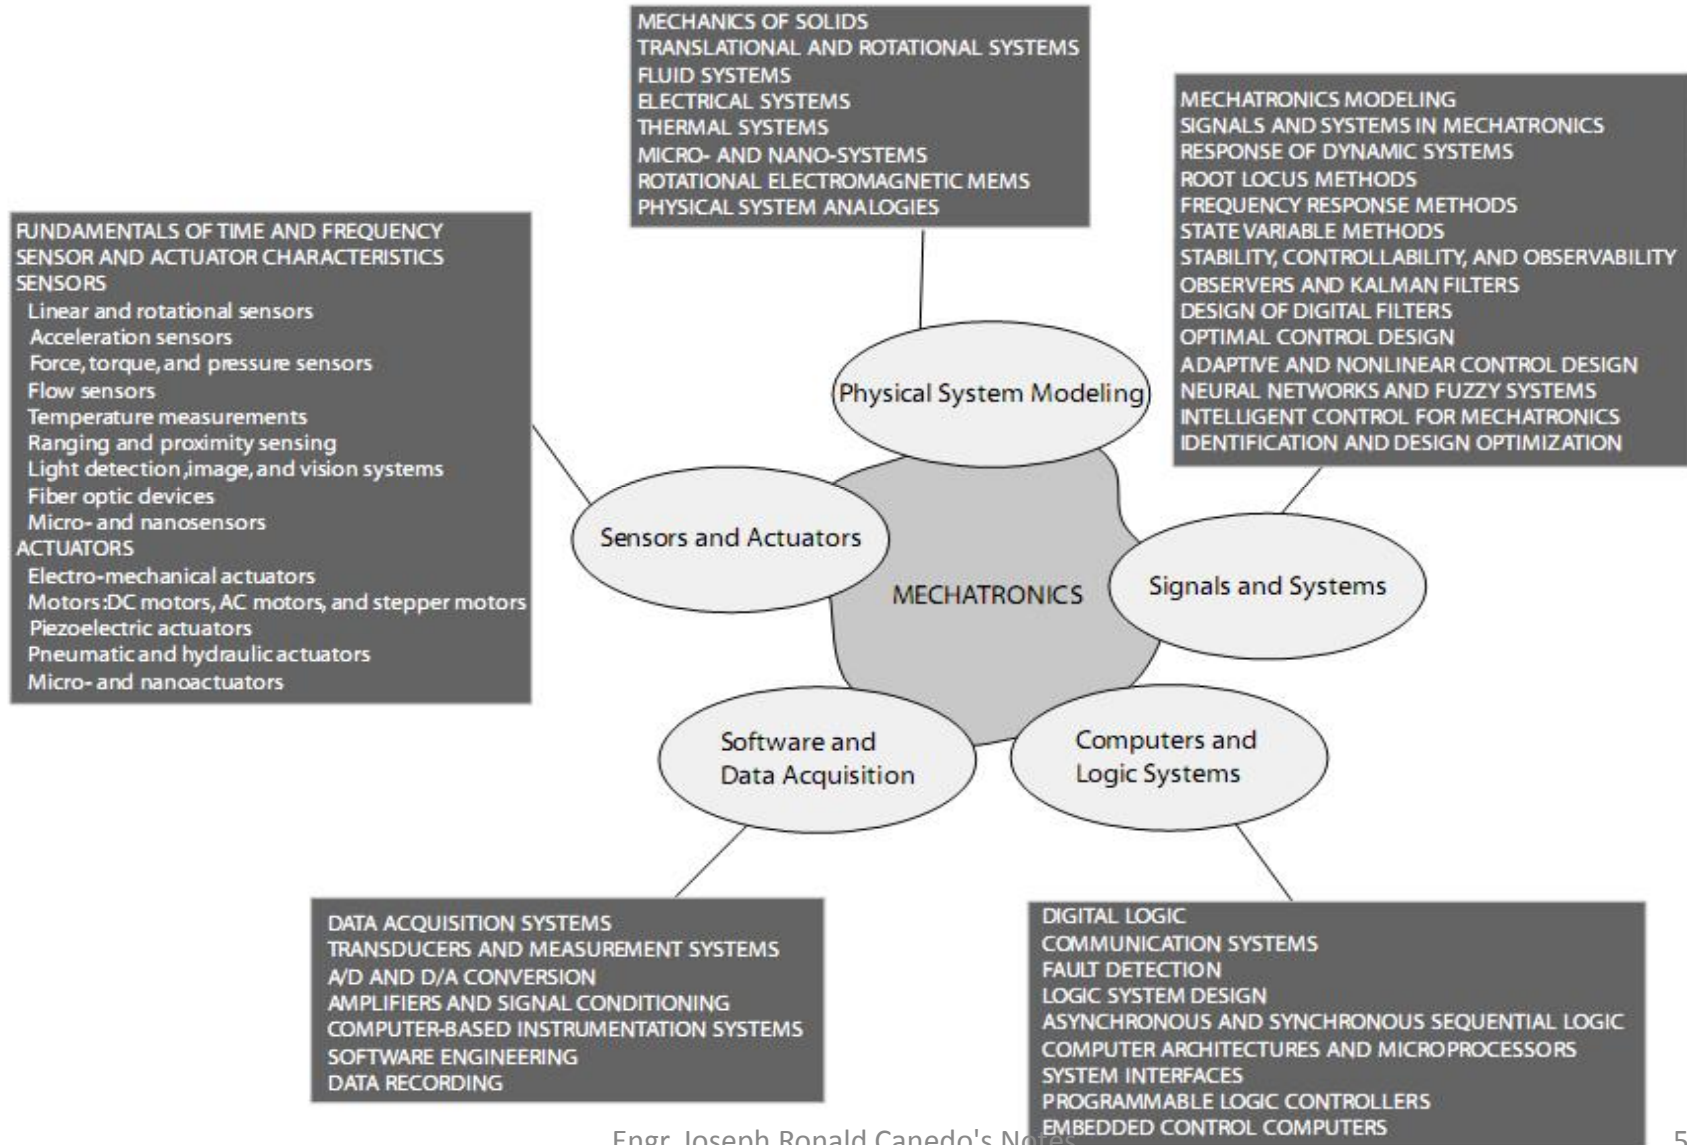 MECHANICS OF SOLIDS
TRANSLATIONAL AND ROTATIONAL SYSTEMS
FLUID SYSTEMS
ELECTRICAL SYSTEMS
THERMAL SYSTEMS
MICRO- AND NANO-SYSTEMS
ROTATIONAL ELECTROMAGNETIC MEMS
PHYSICAL SYSTEM ANALOGIES
MECHATRONICS MODELING
SIGNALS AND SYSTEMS IN MECHATRONICS
RESPONSE OF DYNAMIC SYSTEMS
ROOT LOCUS METHODS
FREQUENCY RESPONSE METHODS
STATE VARIABLE METHODS
STABILITY, CONTROLLABILITY, AND OBSERVABILITY
OBSERVERS AND KALMAN FILTERS
DESIGN OF DIGITAL FILTERS
OPTIMAL CONTROL DESIGN
ADAPTIVE AND NONLINEAR CONTROL DESIGN
NEURAL NETWORKS AND FUZZY SYSTEMS
INTELLIGENT CONTROL FOR MECHATRONICS
IDENTIFICATION AND DESIGN OPTIMIZATION
FUNDAMENTALS OF TIME AND FREQUENCY
SENSOR AND ACTUATOR CHARACTERISTICS
SENSORS
Linear and rotational sensors
Acceleration sensors
Force, torque, and pressure sensors
Flow sensors
Temperature measurements
Ranging and proximity sensing
Light detection ,image, and vision systems
Fiber optic devices
Micro- and nanosensors
ACTUATORS
Electro-mechanical actuators
Motors :DC motors, AC motors, and stepper motors
Piezoelectric actuators
Pneumatic and hydraulic actuators
Micro- and nanoactuators
Physical System Modeling
Sensors and Actuators
MECHATRONICS
Signals and Systems
Software and
Data Acquisition
Computers and
Logic Systems
DATA ACQUISITION SYSTEMS
TRANSDUCERS AND MEASUREMENT SYSTEMS
A/D AND D/A CONVERSION
AMPLIFIERS AND SIGNAL CONDITIONING
COMPUTER-BASED INSTRUMENTATION SYSTEMS
SOFTWARE ENGINEERING
DATA RECORDING
DIGITAL LOGIC
COMMUNICATION SYSTEMS
FAULT DETECTION
LOGIC SYSTEM DESIGN
ASYNCHRONOUS AND SYNCHRONOUS SEQUENTIAL LOGIC
COMPUTER ARCHITECTURES AND MICROPROCESSORS
SYSTEM INTERFACES
PROGRAMMABLE LOGIC CONTROLLERS
EMBEDDED CONTROL COMPUTERS
Engr. Joseph Ronald Canedo's Notes
5